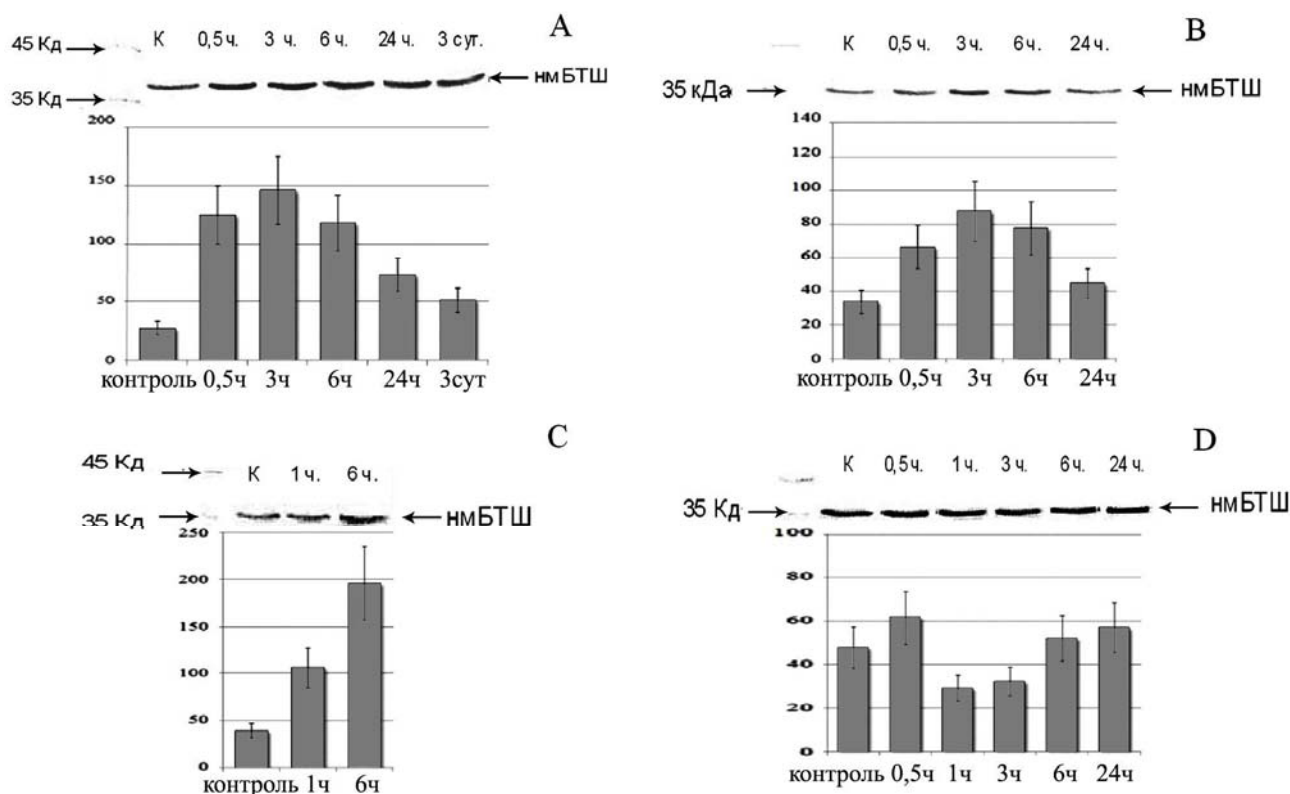 A
45 Кд К 0,5 ч. 3 ч. 6 ч. 24 ч. 3 сут.
нмБТШ
35 Кд
200
150
100
50
0
контроль 0,5ч 3ч 6ч 24ч 3сут
B
К 0,5 ч. 3 ч. 6 ч. 24 ч.
35 кДа нмБТШ
140
120
100
80
60
40
20
0
контроль 0,5ч 3ч 6ч 24ч
C
45 Кд К 1 ч. 6 ч.
35 Кд нмБТШ
250
200
150
100
50
0
контроль 1ч 6ч
D
К 0,5 ч. 1 ч. 3 ч. 6 ч. 24 ч.
35 Кд нмБТШ
100
80
60
40
20
0
контроль 0,5ч 1ч 3ч 6ч 24ч